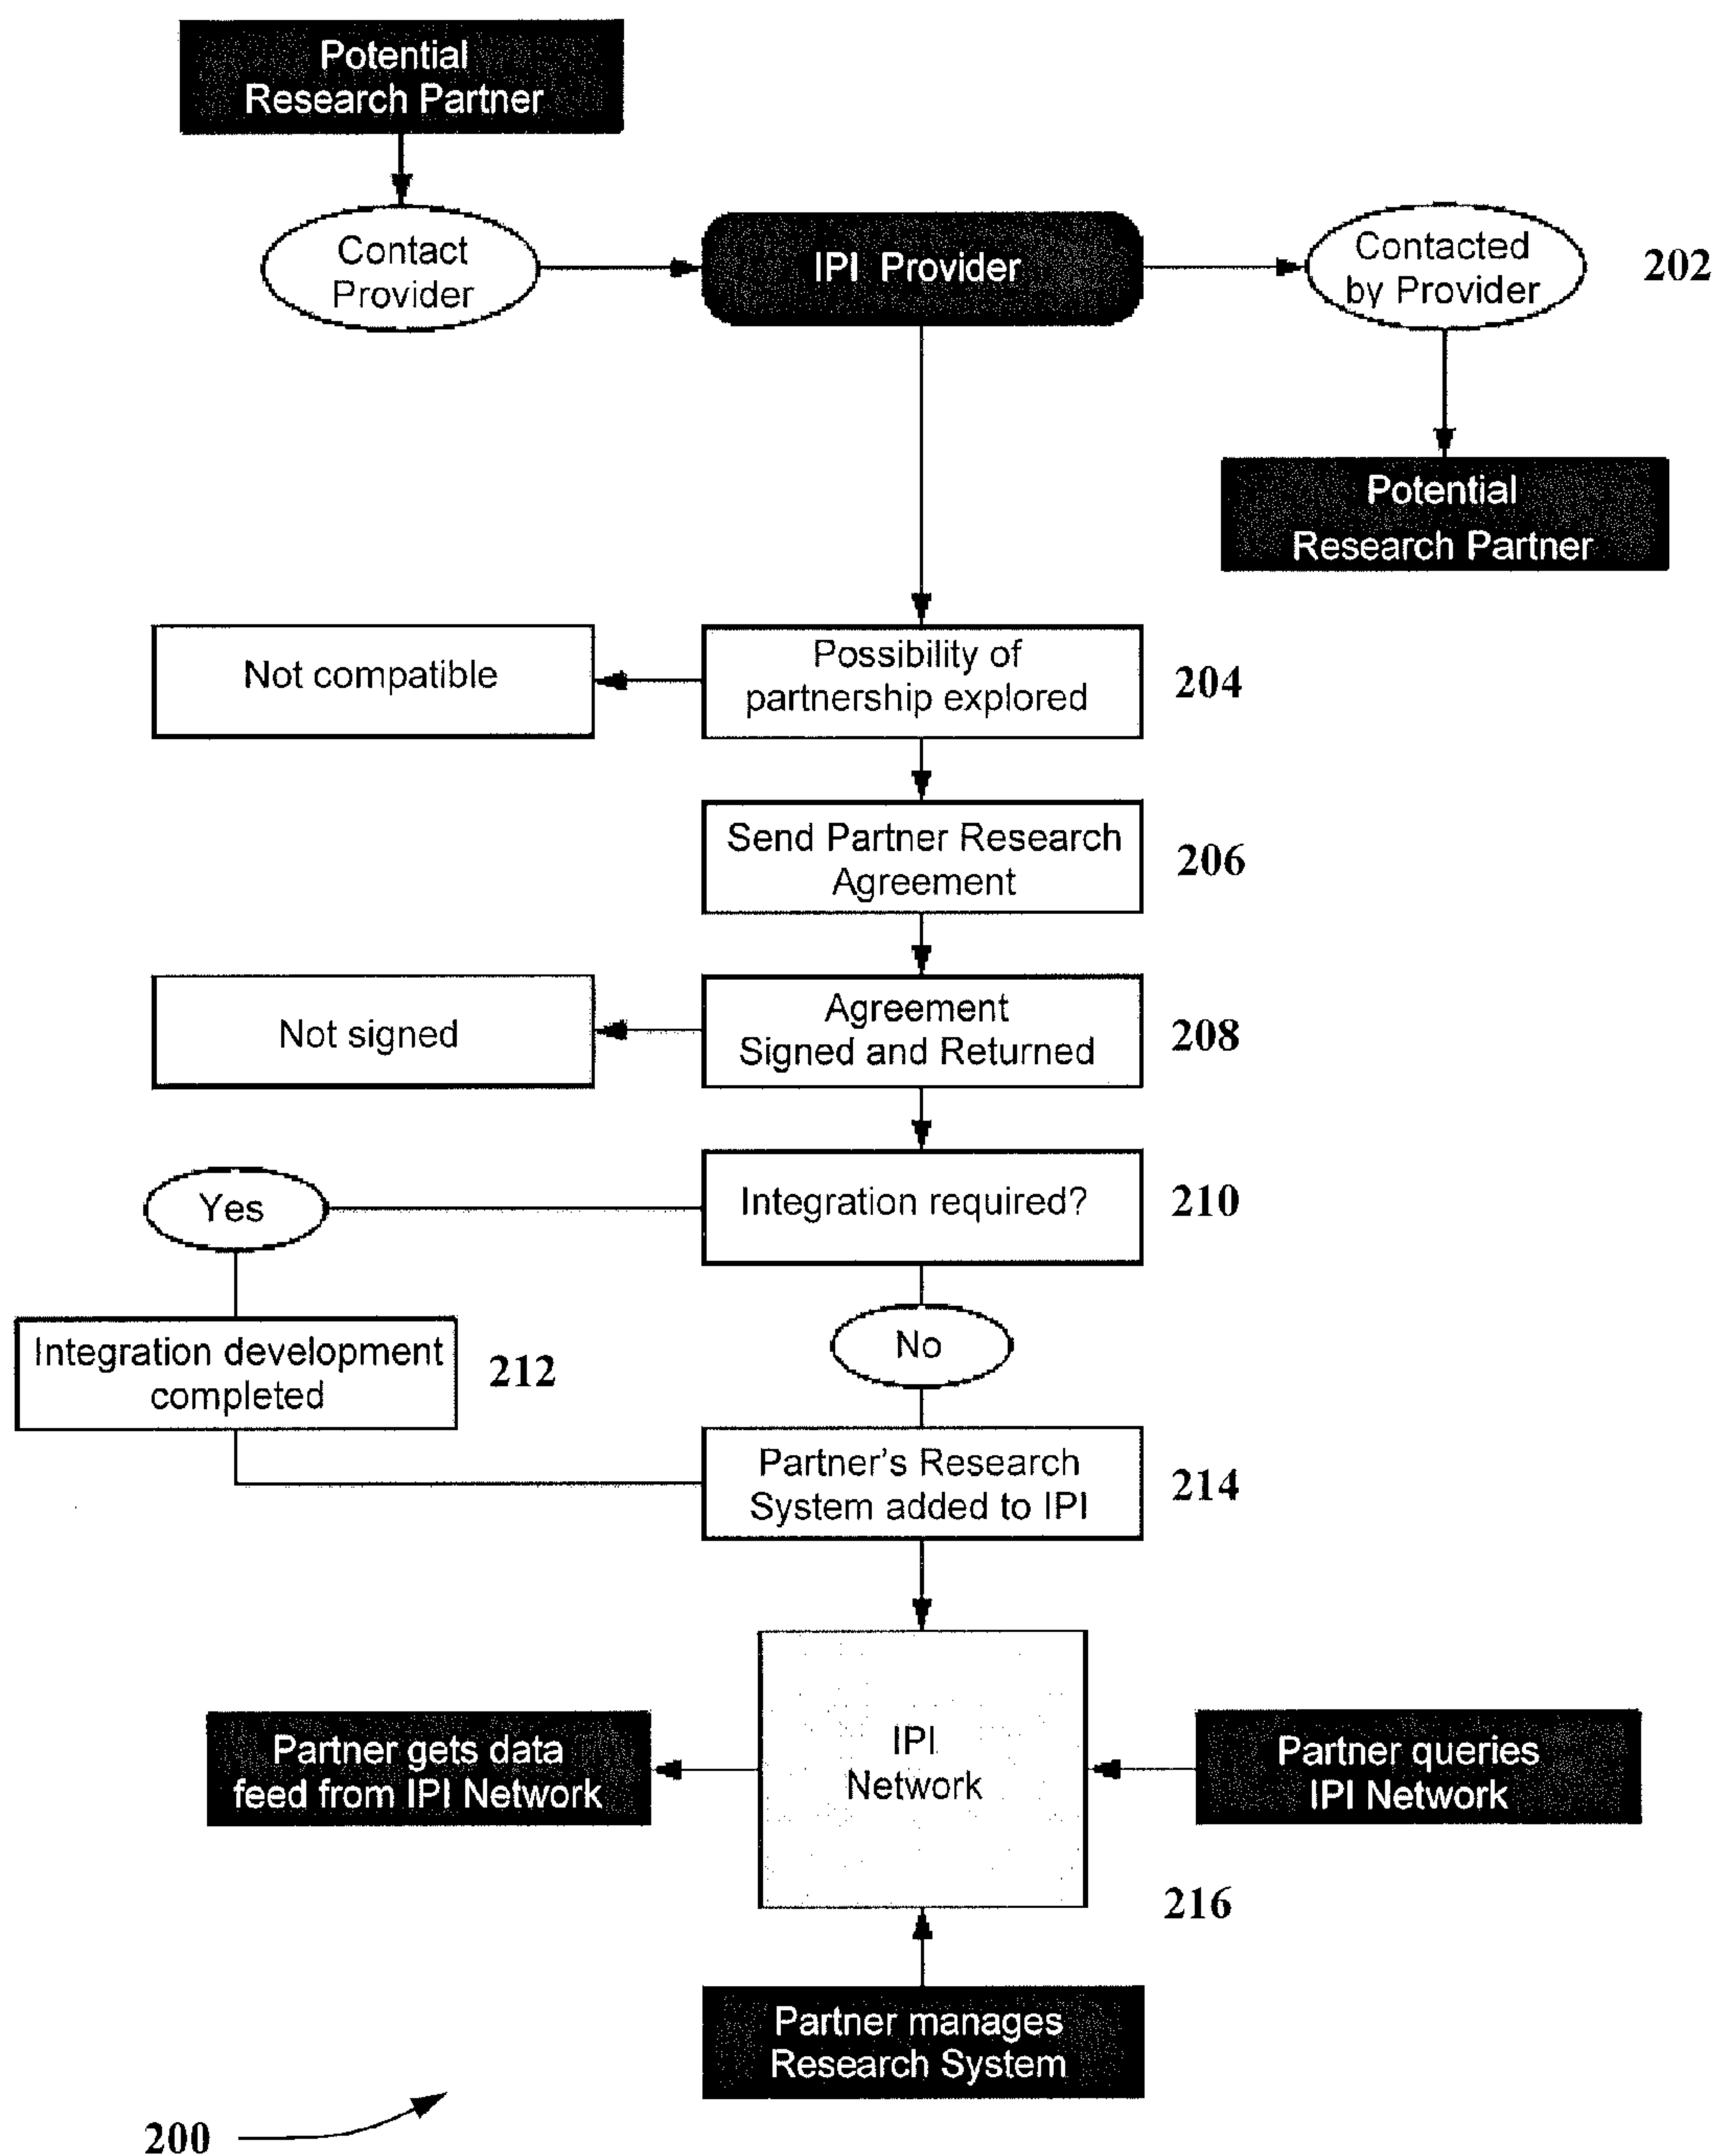 Potential
Research Partner
Contact
Provider
IPI Provider
Contacted
by Provider
202
Potential
Research Partner
Not compatible
Possibility of
partnership explored
204
Send Partner Research
Agreement
206
Not signed
Agreement
Signed and Returned
208
Yes
Integration required?
210
No
Integration development
completed
212
Partner's Research
System added to IPI
214
Partner gets data
feed from IPI Network
IPI
Network
Partner queries
IPI Network
216
Partner manages
Research System
200